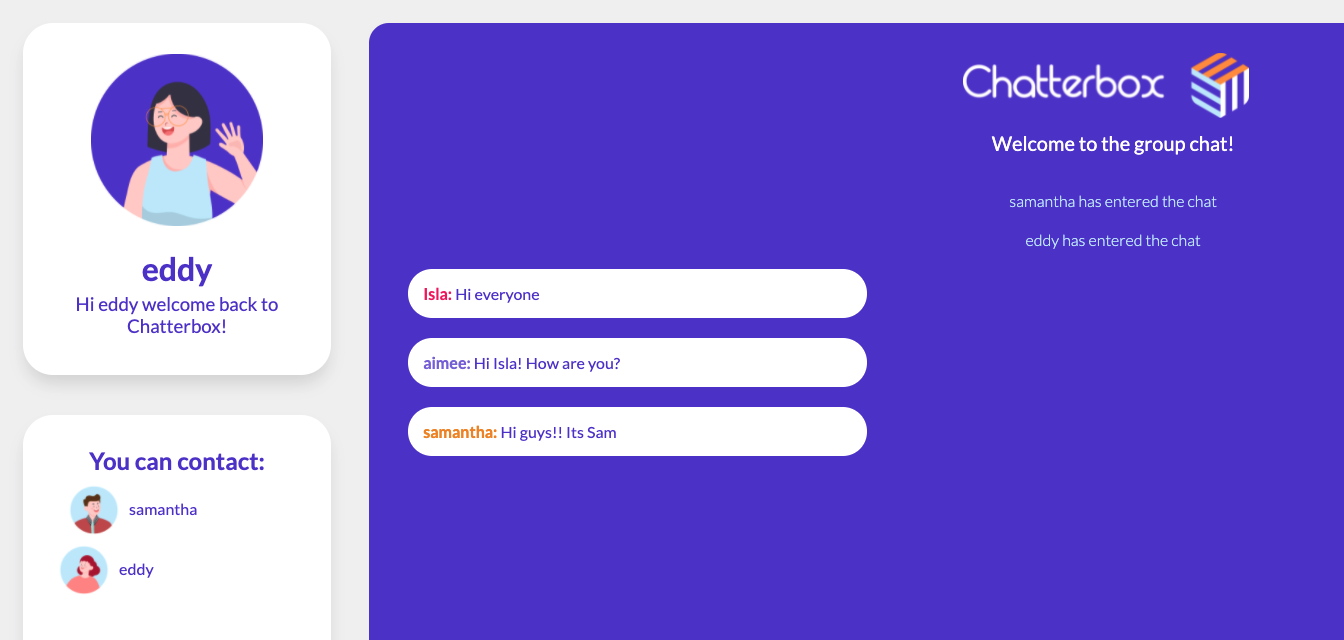 eddy
Hi eddy welcome back to
Chatterbox!
You can contact:
samantha
eddy
Chatterbox
Welcome to the group chat!
samantha has entered the chat
eddy has entered the chat
Isla: Hi everyone
aimee: Hi Isla! How are you?
samantha: Hi guys!! Its Sam